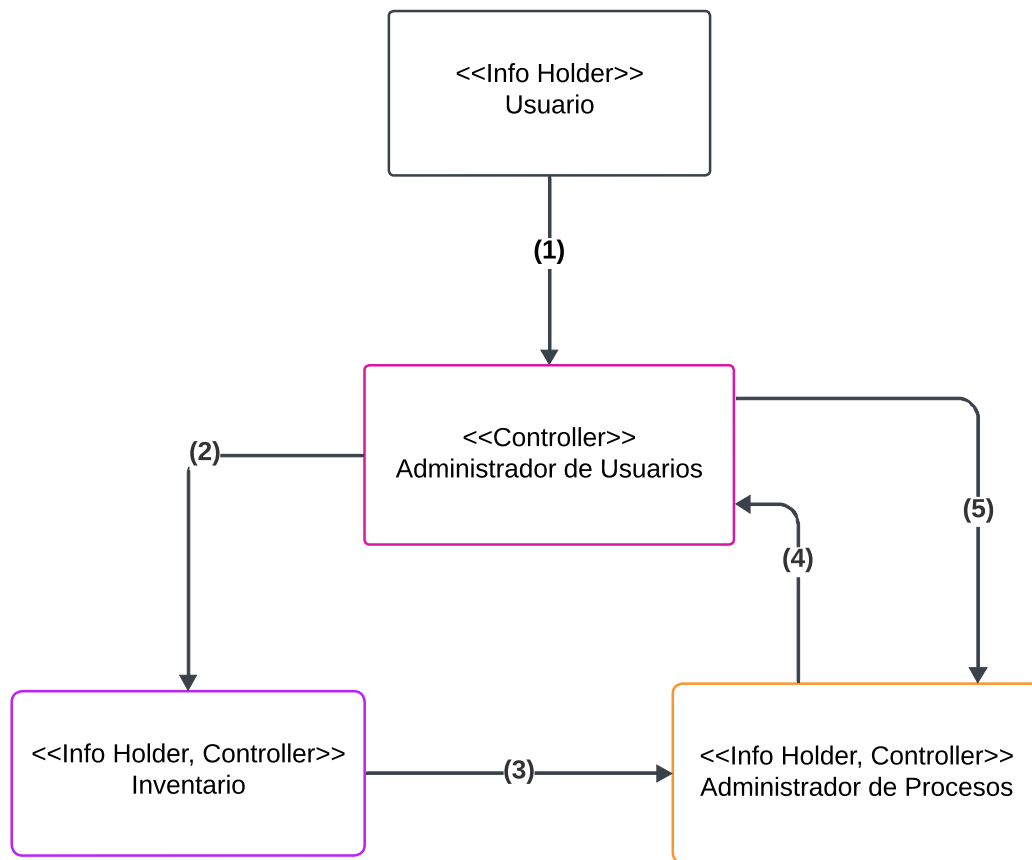 <<Info Holder>>
Usuario
(1)
<<Controller>>
Administrador de Usuarios
(2)
(5)
(4)
<<Info Holder, Controller>>
Inventario
(3)
<<Info Holder, Controller>>
Administrador de Procesos